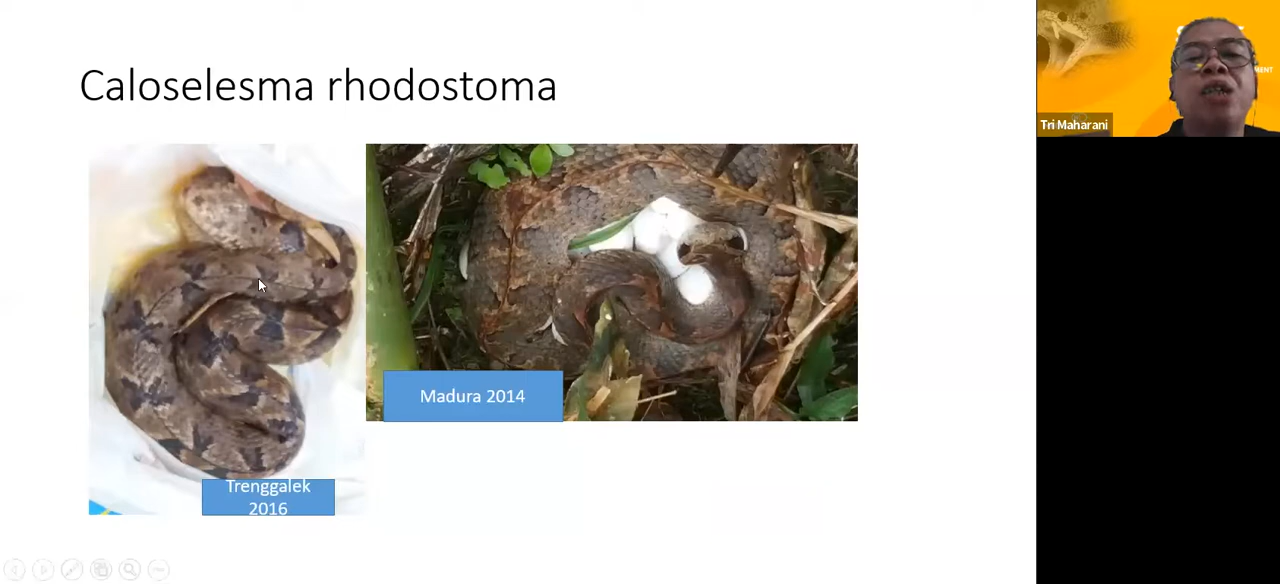 Caloselesma rhodostoma
Madura 2014
Trenggalek
2016
Tri Maharani